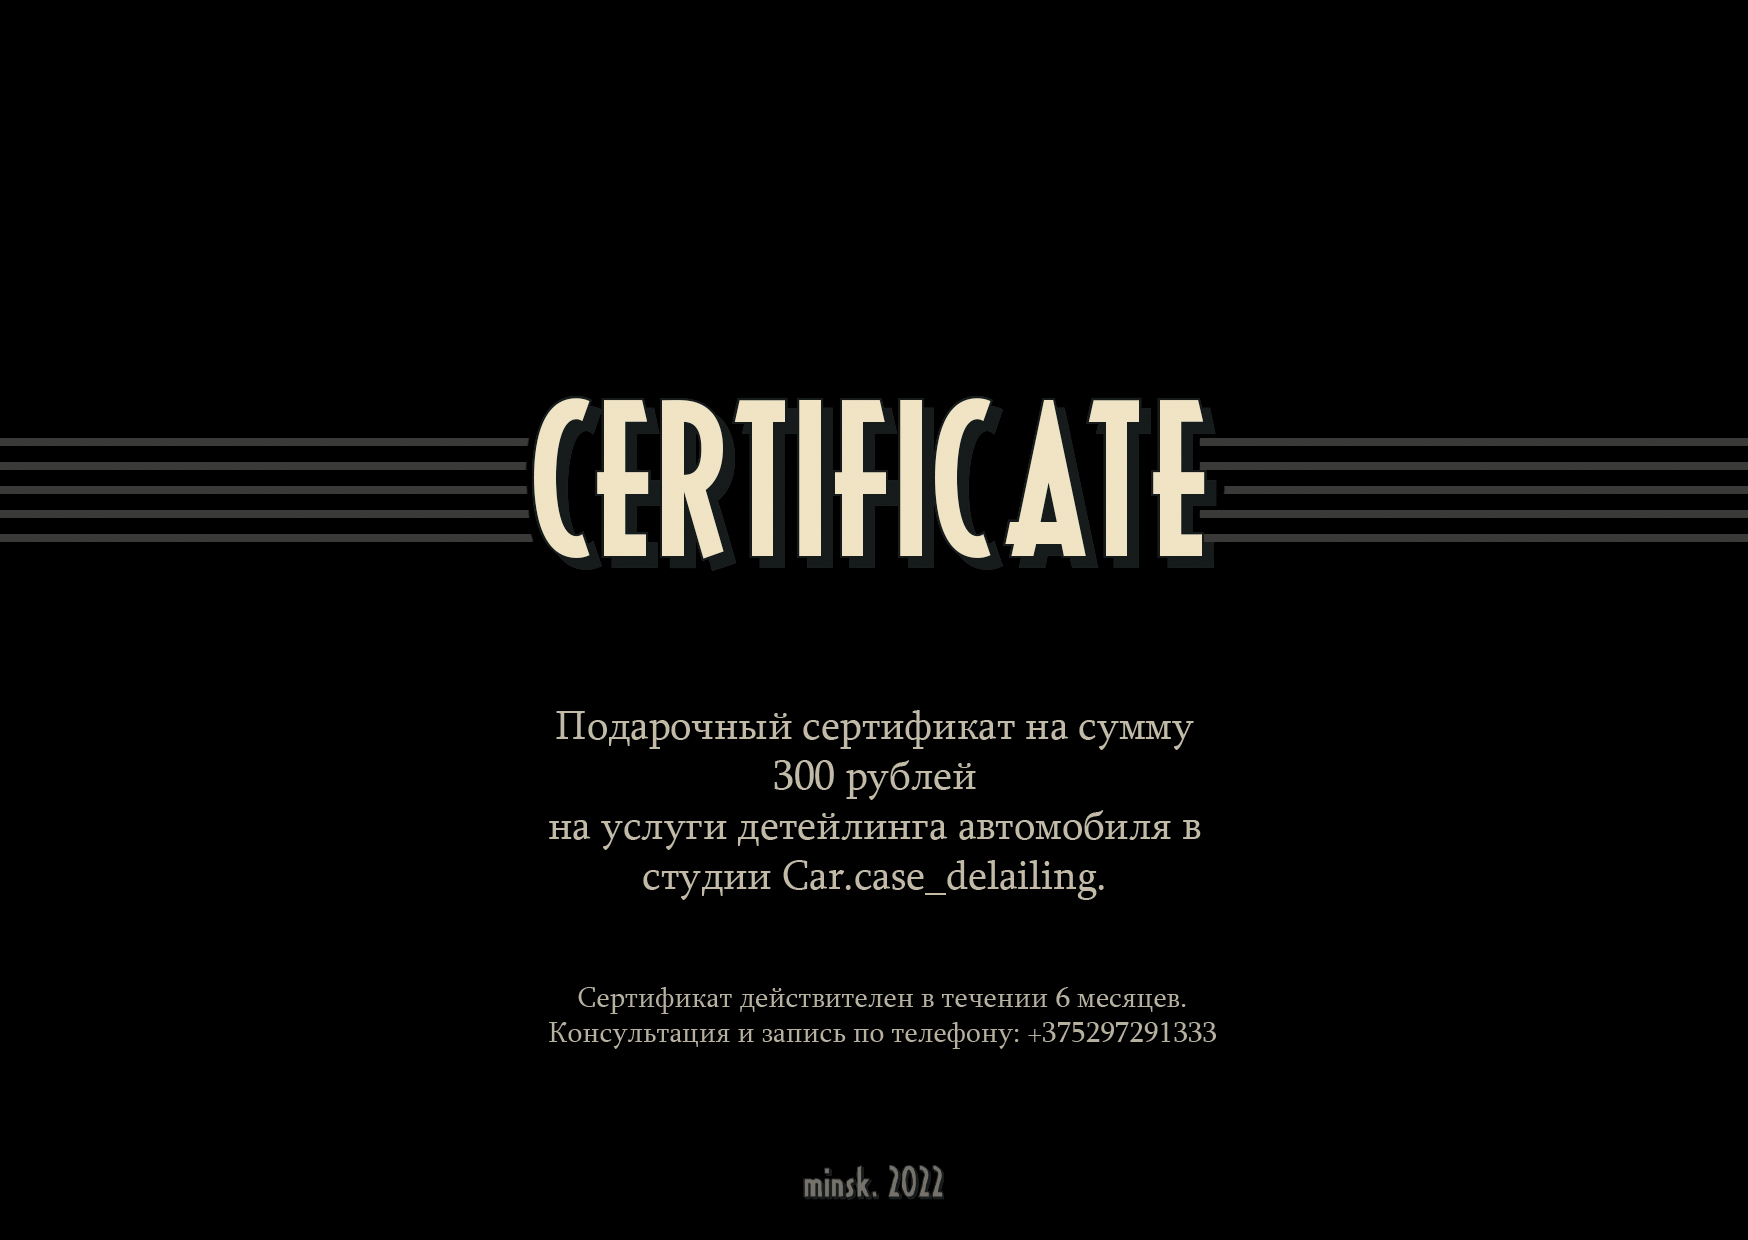 CERTIFICATE
Подарочный сертификат на сумму
300 рублей
на услуги детейлинга автомобиля в
студии Car.case_delailing.
Сертификат действителен в течении 6 месяцев.
Консультация и запись по телефону: +375297291333
minsk. 2022